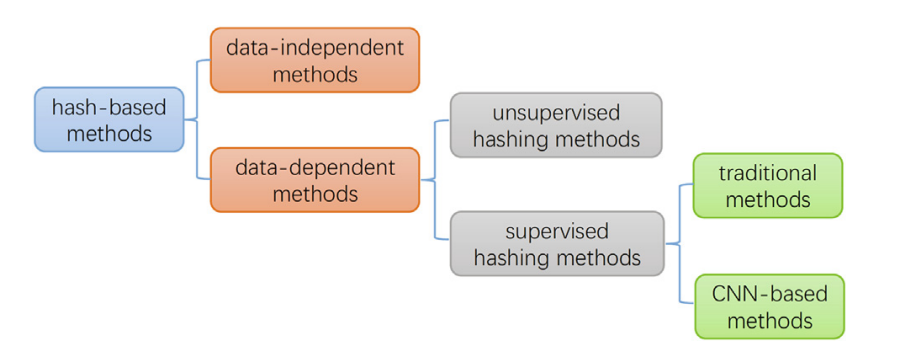 hash-based
methods
data-independent
methods
data-dependent
methods
unsupervised
hashing methods
supervised
hashing methods
traditional
methods
CNN-based
methods